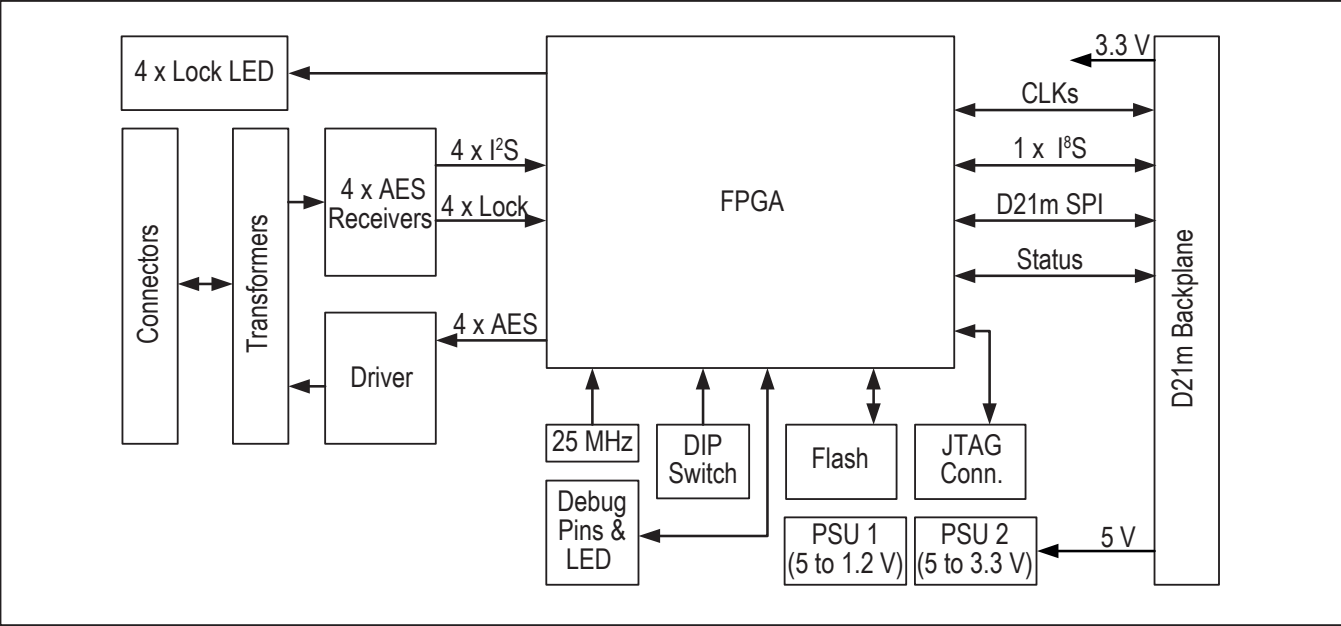 3.3 V
4 x Lock LED
CLKs
4 x I²S
1 x I⁸S
4 x AES
Receivers
4 x Lock
FPGA
D21m SPI
Connectors
Transformers
Status
D21m Backplane
4 x AES
Driver
25 MHz
DIP
Switch
Flash
JTAG
Conn.
Debug
Pins &
LED
PSU 1
(5 to 1.2 V)
PSU 2
(5 to 3.3 V)
5 V